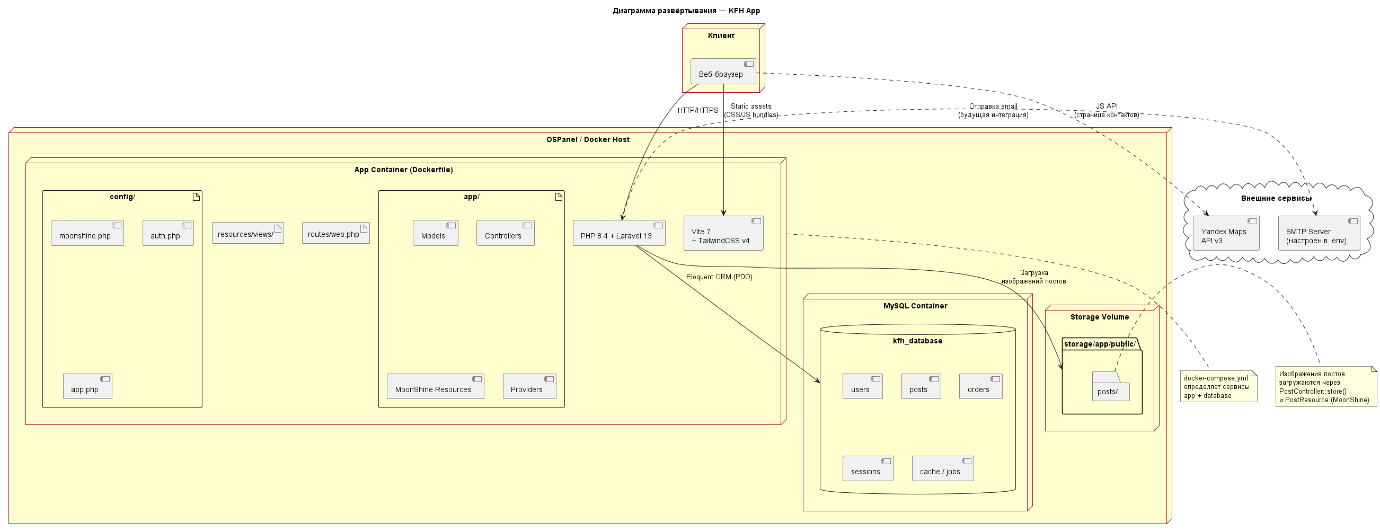 Диаграмма развёртывания — KFH App
Клиент
Веб-браузер
HTTP/HTTPS
Static assets
(CSS/JS bundles)
Отправка email
(будущая интеграция)
JS API
(страница контактов)
OSPanel / Docker Host
App Container (Dockerfile)
config/
moonshine.php
auth.php
app.php
resources/views/
routes/web.php
app/
Models
Controllers
MoonShine Resources
Providers
PHP 8.4 + Laravel 13
Vite 7
+ TailwindCSS v4
Внешние сервисы
Yandex Maps
API v3
SMTP Server
(настроен в .env)
Eloquent ORM (PDO)
Загрузка
изображений постов
MySQL Container
kfh_database
users
posts
orders
sessions
cache / jobs
Storage Volume
storage/app/public/
posts/
docker-compose.yml
определяет сервисы
app + database
Изображения постов
загружаются через
PostController::store()
и PostResource (MoonShine)